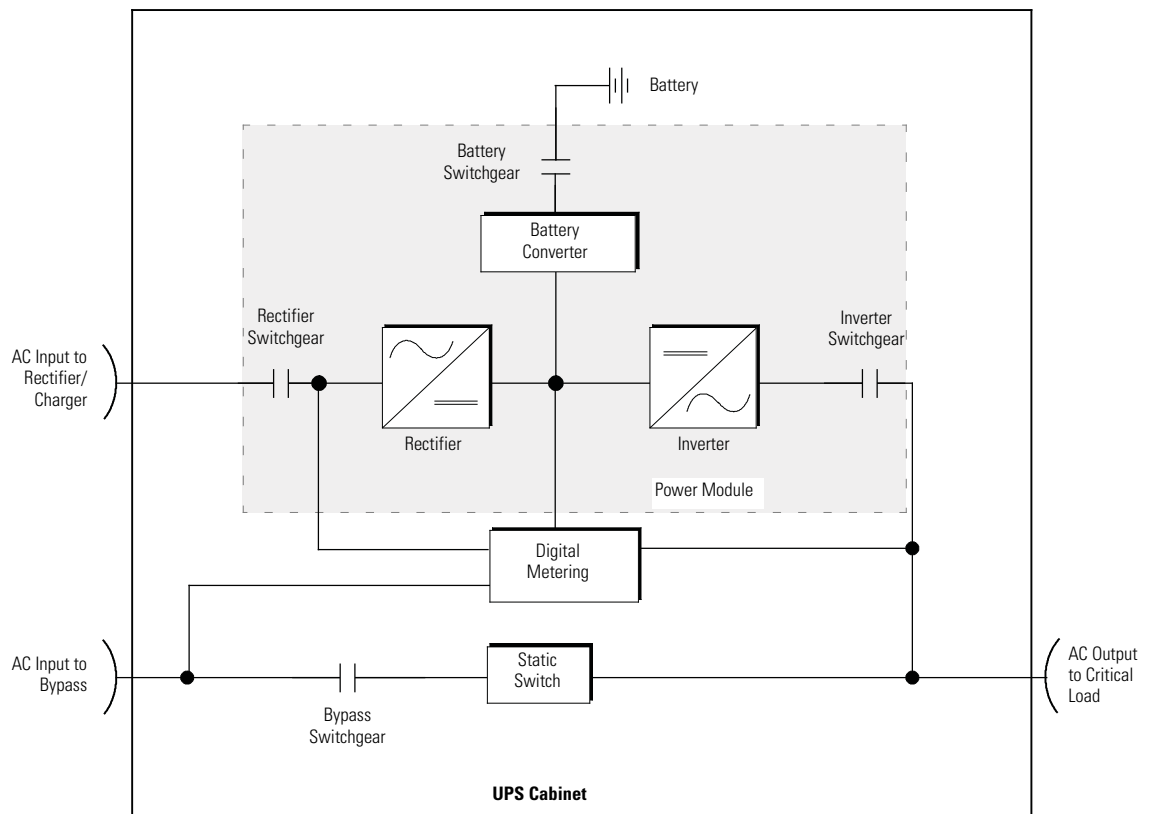 Battery
Battery
Switchgear
Battery
Converter
Rectifier
Switchgear
Inverter
Switchgear
AC Input to
Rectifier/
Charger
Rectifier
Inverter
Power Module
Digital
Metering
AC Input to
Bypass
Static
Switch
AC Output
to Critical
Load
Bypass
Switchgear
UPS Cabinet